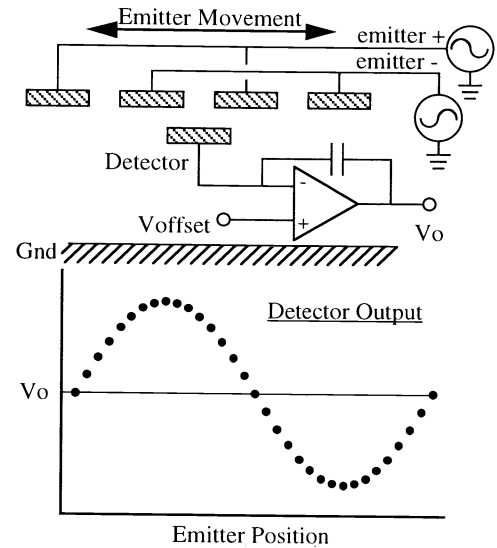 Emitter Movement
emitter +
emitter -
Detector
-
+
Voffset
Vo
Gnd
Detector Output
Vo
Emitter Position